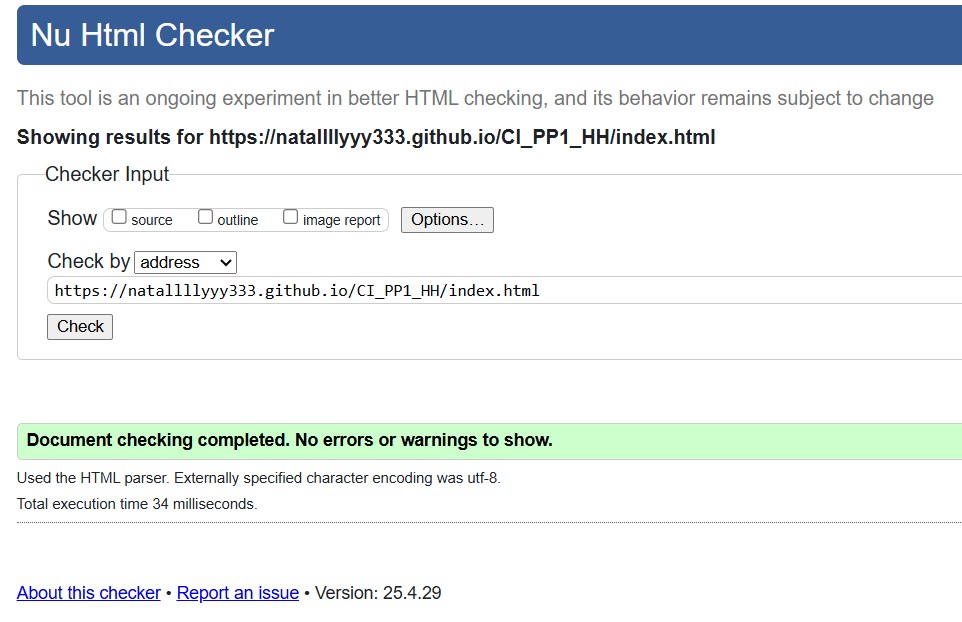 Nu Html Checker
This tool is an ongoing experiment in better HTML checking, and its behavior remains subject to change
Showing results for https://natallllyyy333.github.io/CI_PP1_HH/index.html
Checker Input
Show source outline image report Options...
Check by address
https://natallllyyy333.github.io/CI_PP1_HH/index.html
Check
Document checking completed. No errors or warnings to show.
Used the HTML parser. Externally specified character encoding was utf-8.
Total execution time 34 milliseconds.
About this checker • Report an issue • Version: 25.4.29